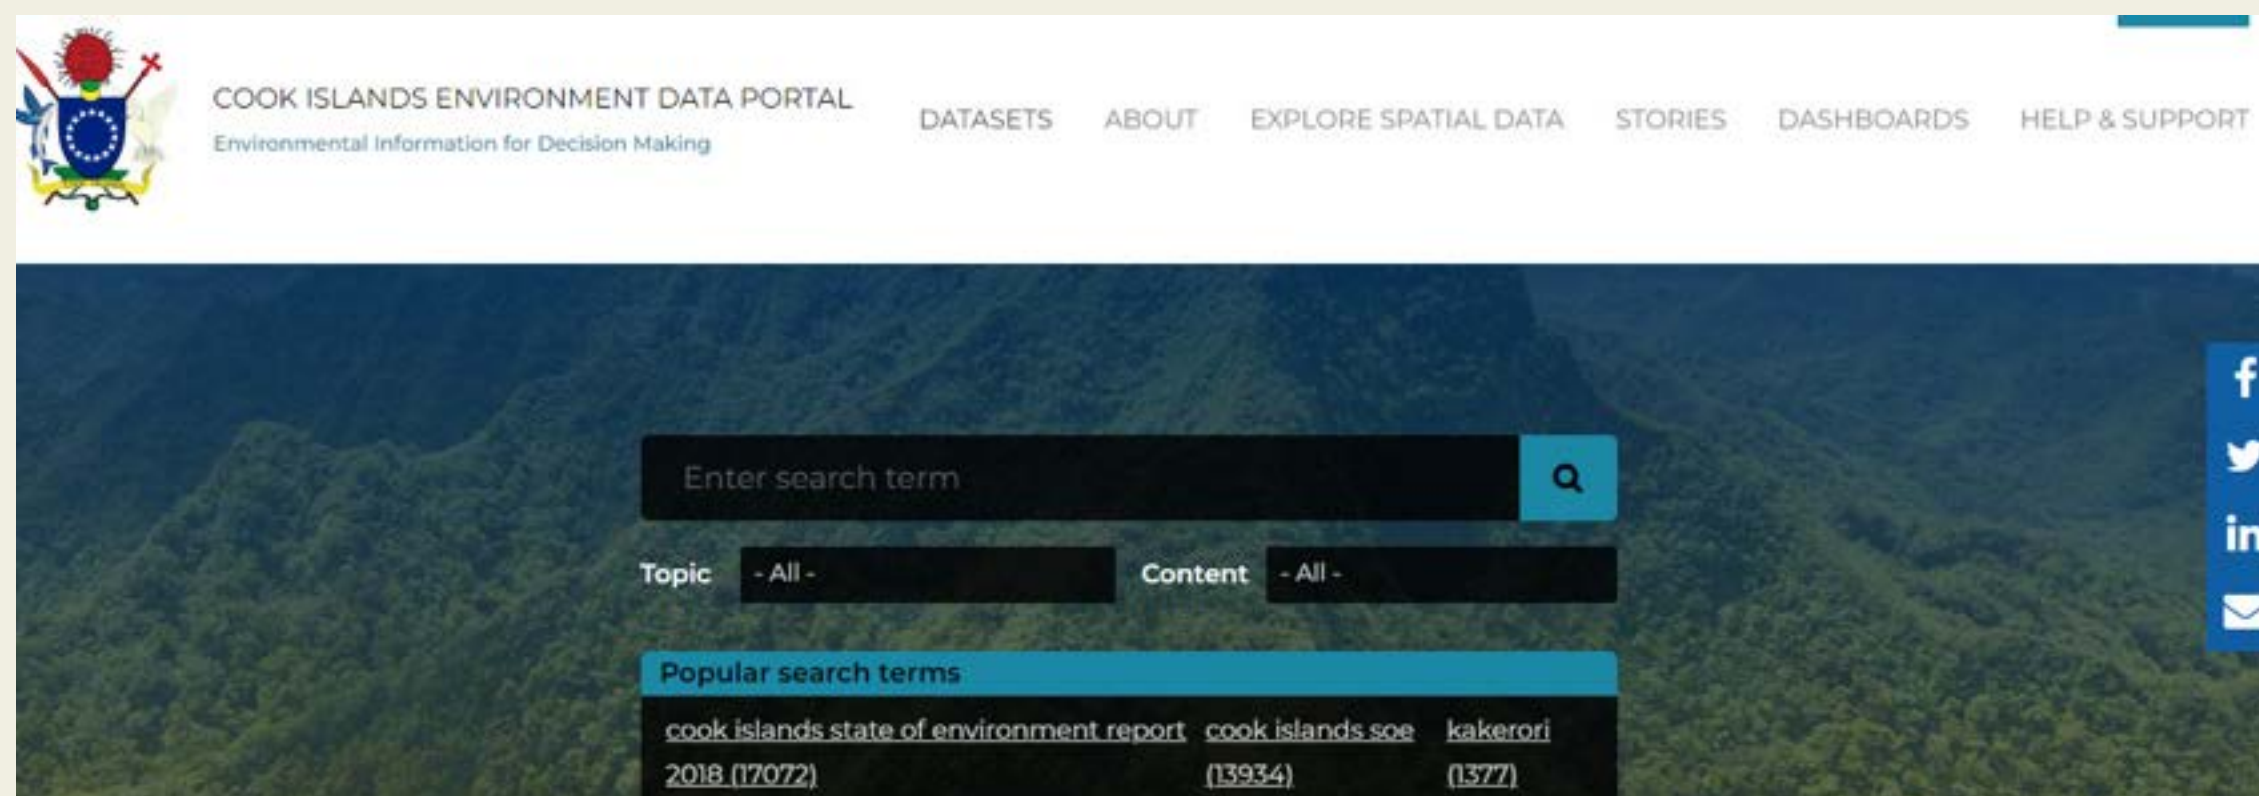 COOK ISLANDS ENVIRONMENT DATA PORTAL
Environmental Information for Decision Making
DATASETS ABOUT EXPLORE SPATIAL DATA STORIES DASHBOARDS HELP & SUPPORT
Enter search term
Topic - All - Content - All -
Popular search terms
cook islands state of environment report cook islands soe kakerori
2018 (17072) (13934) (1377)